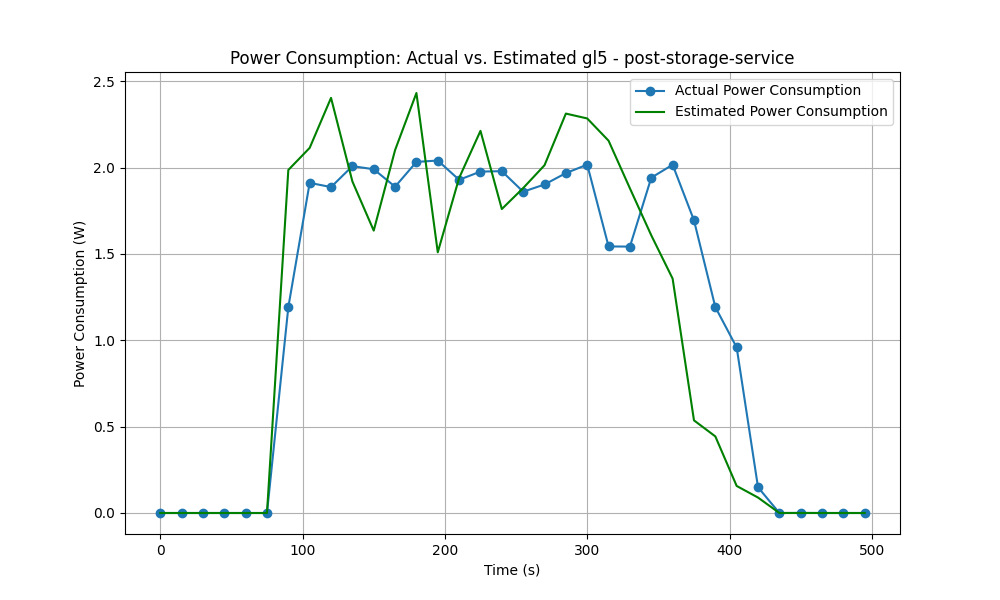 Power Consumption: Actual vs. Estimated gl5 - post-storage-service
Actual Power Consumption
Estimated Power Consumption
Power Consumption (W)
2.5
2.0
1.5
1.0
0.5
0.0
0 100 200 300 400 500
Time (s)